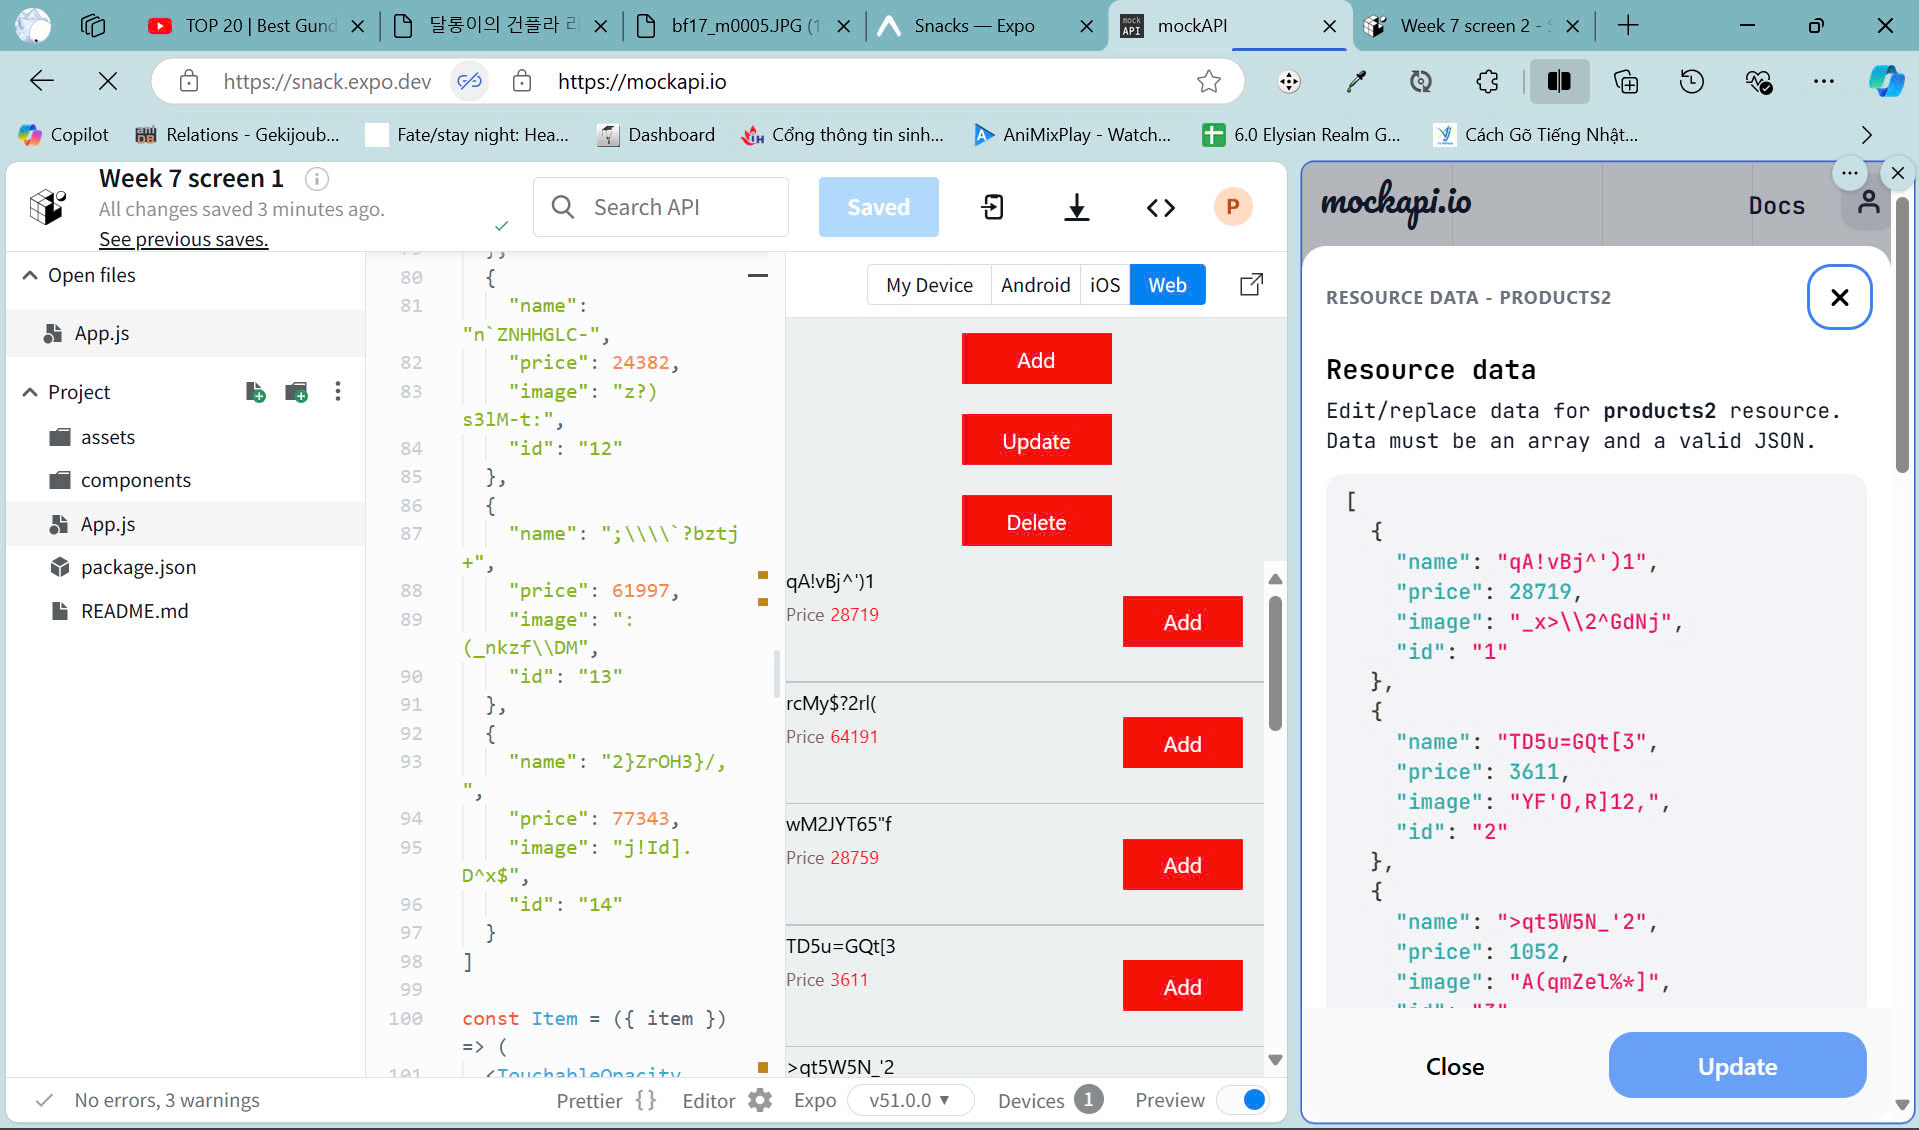 TOP 20 | Best Gund
달롱이의 건플라 리
bf17_m0005.JPG (1
Snacks — Expo
mockAPI
Week 7 screen 2 - S
https://snack.expo.dev
https://mockapi.io
Copilot
Relations - Gekijoub...
Fate/stay night: Hea...
Dashboard
Cổng thông tin sinh...
AniMixPlay - Watch...
6.0 Elysian Realm G...
Cách Gõ Tiếng Nhật...
Week 7 screen 1
All changes saved 3 minutes ago.
See previous saves.
Search API
Saved
P
Open files
App.js
Project
assets
components
App.js
package.json
README.md
80 {
81 "name":
"n`ZNHHGLC-",
82 "price": 24382,
83 "image": "z?)
s3lM-t:",
84 "id": "12"
85 },
86 {
87 "name": ";\\\\`?bztj
+",
88 "price": 61997,
89 "image": ":
(_nkzf\\DM",
90 "id": "13"
91 },
92 {
93 "name": "2}ZrOH3}/,
",
94 "price": 77343,
95 "image": "j!Id].
D^x$",
96 "id": "14"
97 }
98 ]
99
100 const Item = ({ item })
=> (
101 <TouchableOpacity
My Device
Android
iOS
Web
Add
Update
Delete
qA!vBj^')1
Price 28719
Add
rcMy$?2rl(
Price 64191
Add
wM2JYT65"f
Price 28759
Add
TD5u=GQt[3
Price 3611
Add
>qt5W5N_'2
No errors, 3 warnings
Prettier {}
Editor
Expo
v51.0.0
Devices 1
Preview
mockapi.io
Docs
RESOURCE DATA - PRODUCTS2
Resource data
Edit/replace data for products2 resource.
Data must be an array and a valid JSON.
[
{
"name": "qA!vBj^')1",
"price": 28719,
"image": "_x>\\2^GdNj",
"id": "1"
},
{
"name": "TD5u=GQt[3",
"price": 3611,
"image": "YF'O,R]12,",
"id": "2"
},
{
"name": ">qt5W5N_'2",
"price": 1052,
"image": "A(qmZel%*]",
"id": "3"
Close
Update